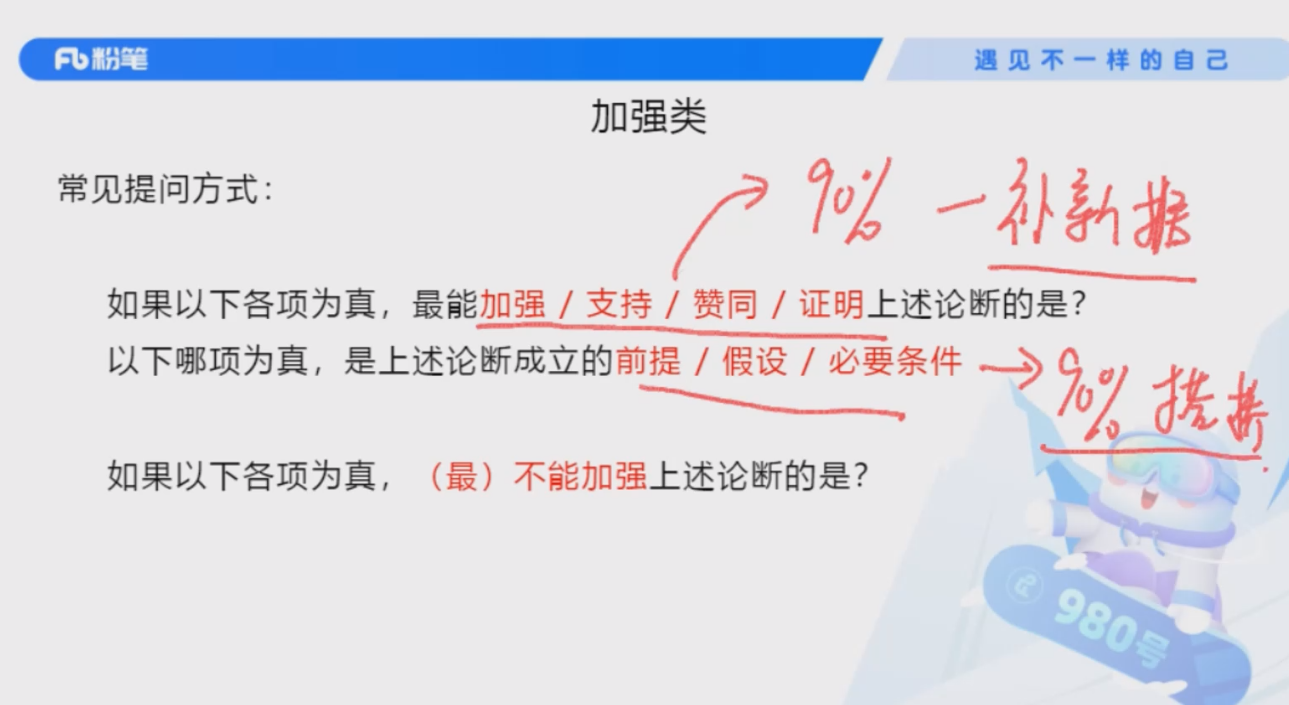 粉笔
遇见不一样的自己
加强类
常见提问方式：
90% — 补新据
如果以下各项为真，最能加强 / 支持 / 赞同 / 证明上述论断的是？
以下哪项为真，是上述论断成立的前提 / 假设 / 必要条件
90% 搭桥
如果以下各项为真，（最）不能加强上述论断的是？
980号